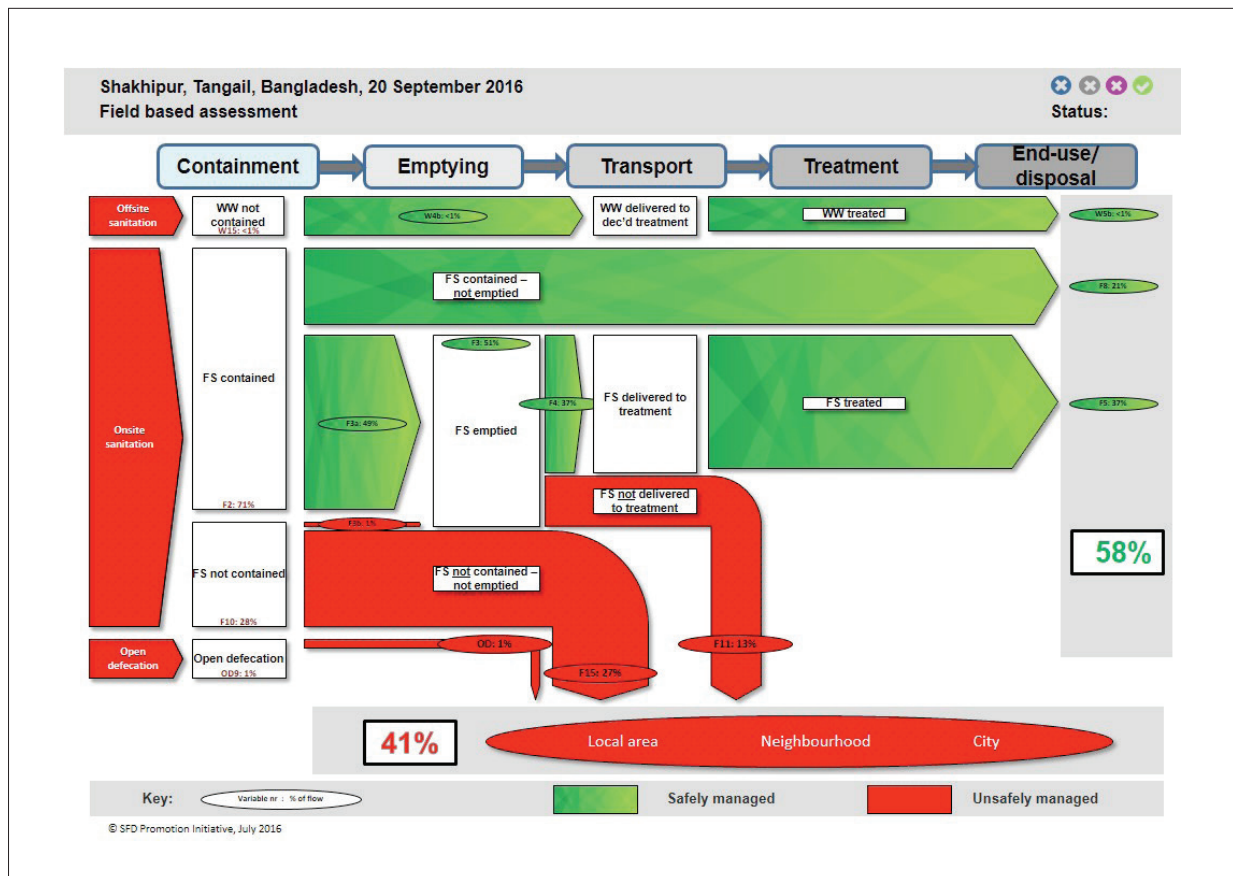 Shakhipur, Tangail, Bangladesh, 20 September 2016
Field based assessment
Status:
Containment
Emptying
Transport
Treatment
End-use/
disposal
Offsite
sanitation
WW not
contained
W15: <1%
W4b: <1%
WW delivered to
dec'd treatment
WW treated
W5b: <1%
FS contained –
not emptied
F8: 21%
Onsite
sanitation
FS contained
F2: 71%
F3a: 49%
F3: 51%
FS emptied
F4: 37%
FS delivered to
treatment
FS treated
F5: 37%
FS not delivered
to treatment
F3b: 1%
FS not contained
F10: 28%
FS not contained –
not emptied
58%
Open
defecation
Open defecation
OD9: 1%
OD: 1%
F15: 27%
F11: 13%
41%
Local area
Neighbourhood
City
Key:
Variable nr : % of flow
Safely managed
Unsafely managed
© SFD Promotion Initiative, July 2016